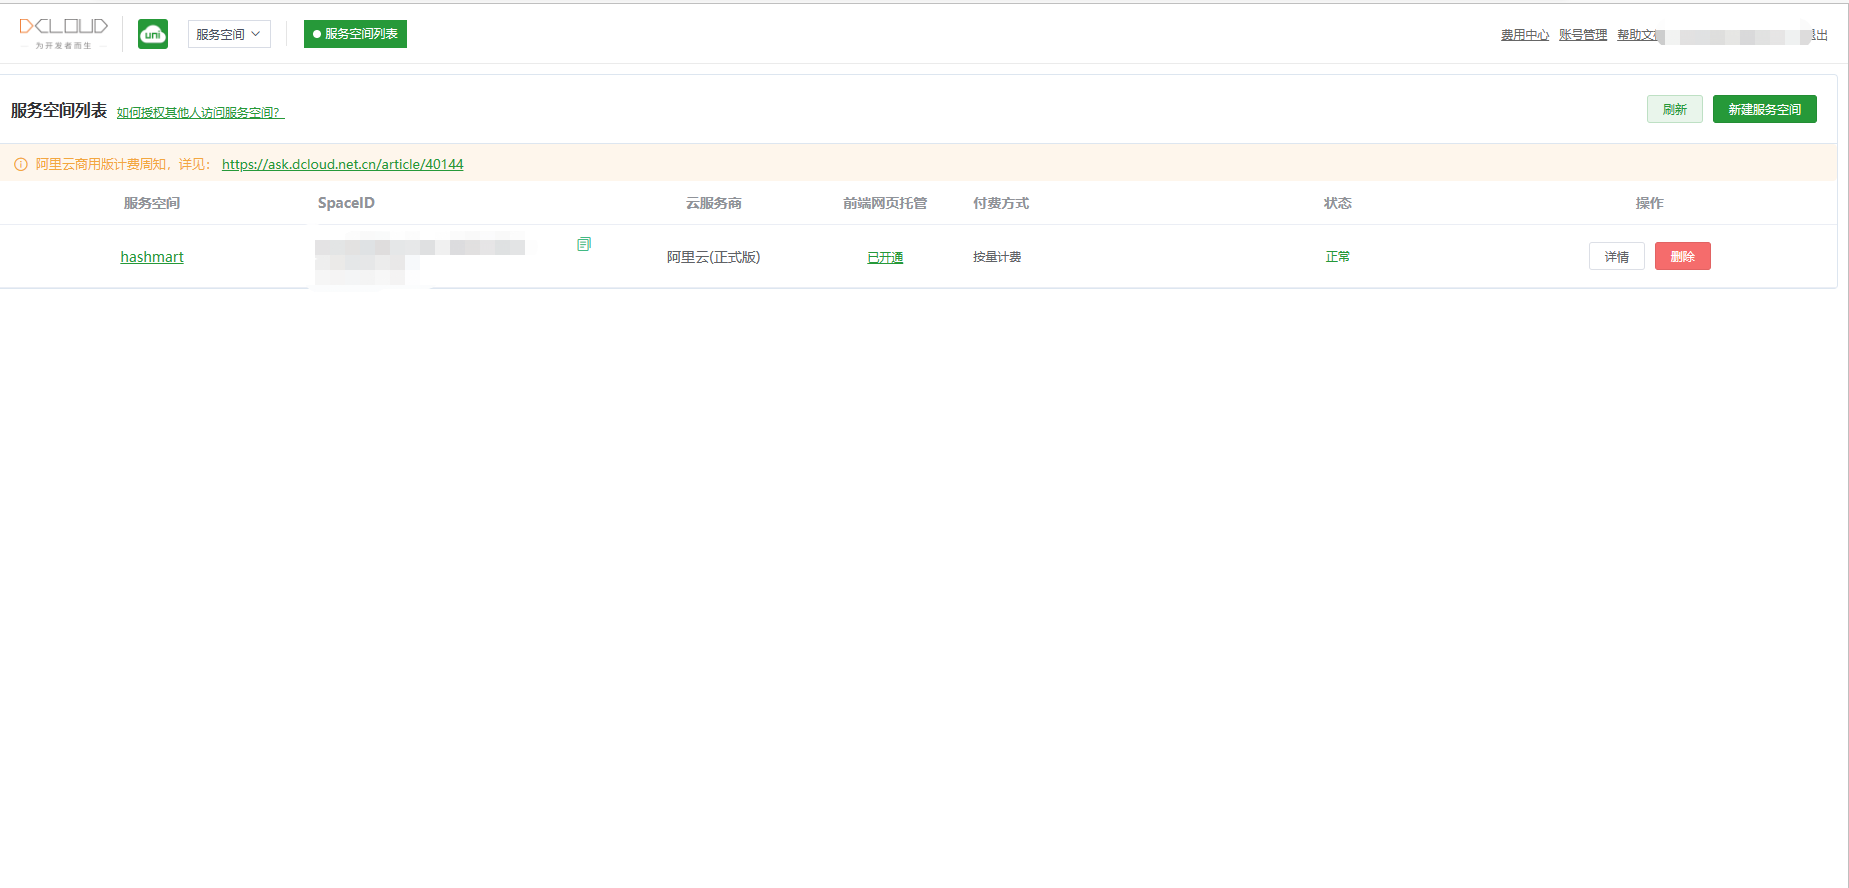 DCLOUD
为开发者而生
uni
服务空间
服务空间列表
费用中心 账号管理 帮助文 出
服务空间列表 如何授权其他人访问服务空间?
刷新 新建服务空间
阿里云商用版计费周知，详见： https://ask.dcloud.net.cn/article/40144
服务空间 SpaceID 云服务商 前端网页托管 付费方式 状态 操作
hashmart 阿里云(正式版) 已开通 按量计费 正常 详情 删除